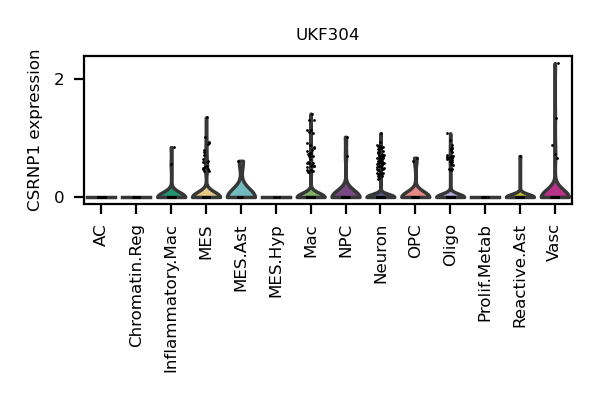 UKF304
CSRNP1 expression
2
0
AC
Chromatin.Reg
Inflammatory.Mac
MES
MES.Ast
MES.Hyp
Mac
NPC
Neuron
OPC
Oligo
Prolif.Metab
Reactive.Ast
Vasc